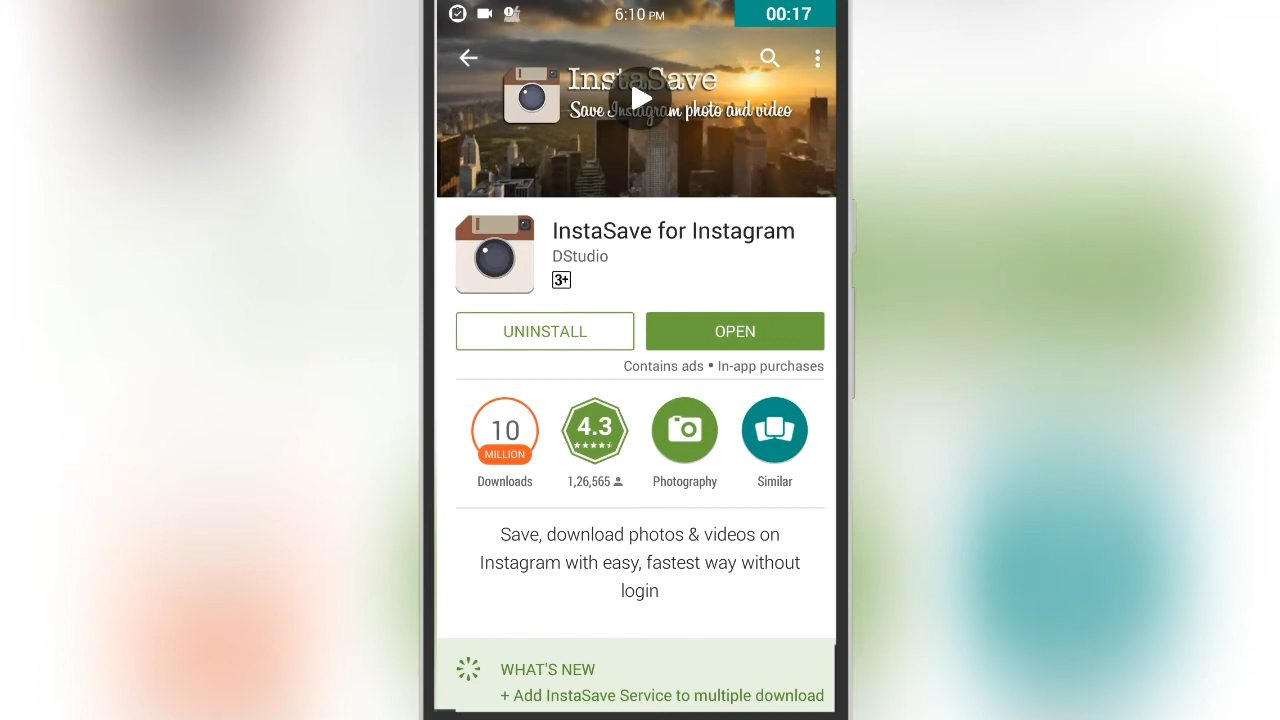 6:10 PM
00:17
InstaSave
Save Instagram photo and video
InstaSave for Instagram
DStudio
3+
UNINSTALL
OPEN
Contains ads • In-app purchases
10
MILLION
Downloads
4.3
1,26,565
Photography
Similar
Save, download photos & videos on
Instagram with easy, fastest way without
login
WHAT'S NEW
+ Add InstaSave Service to multiple download